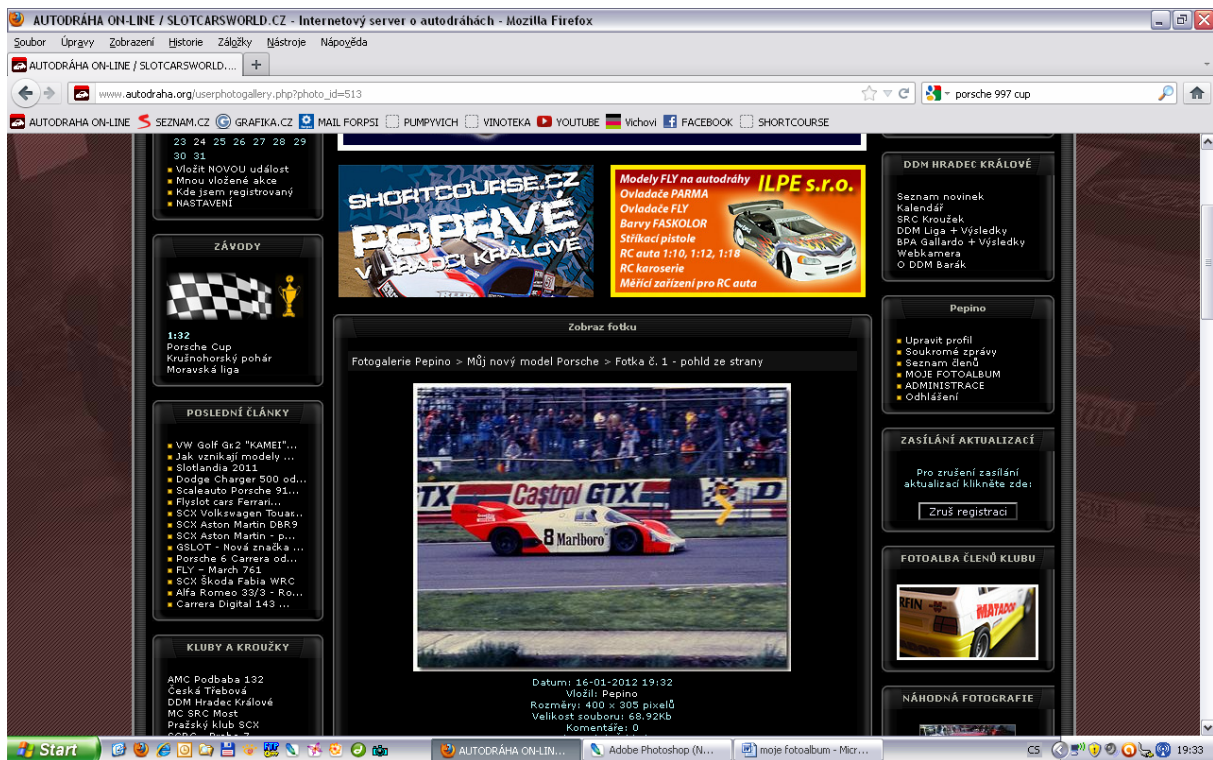 AUTODRÁHA ON-LINE / SLOTCARSWORLD.CZ - Internetový server o autodráhách - Mozilla Firefox
Soubor Úpravy Zobrazení Historie Záložky Nástroje Nápověda
AUTODRÁHA ON-LINE / SLOTCARSWORLD.... +
www.autodraha.org/userphotogallery.php?photo_id=513
porsche 997 cup
AUTODRÁHA ON-LINE SEZNAM.CZ GRAFIKA.CZ MAIL FORPSI PUMPYVICH VINOTEKA YOUTUBE Vichovi FACEBOOK SHORTCOURSE
23 24 25 26 27 28 29
30 31
Vložit NOVOU událost
Mnou vložené akce
Kde jsem registrovaný
NASTAVENÍ
ZÁVODY
1:32
Porsche Cup
Krušnohorský pohár
Moravská liga
POSLEDNÍ ČLÁNKY
VW Golf Gr.2 "KAMEI"...
Jak vznikají modely ...
Slotlandia 2011
Dodge Charger 500 od...
Scaleauto Porsche 91...
Flyslot cars Ferrari...
SCX Volkswagen Touar...
SCX Aston Martin DBR9
SCX Aston Martin - p...
GSLOT - Nová značka ...
Porsche 6 Carrera od...
FLY - March 761
SCX Škoda Fabia WRC
Alfa Romeo 33/3 - Ro...
Carrera Digital 143 ...
KLUBY A KROUŽKY
AMC Podbaba 132
Česká Třebová
DDM Hradec Králové
MC SRC Most
Pražský klub SCX
SHORTCOURSE.CZ
POPRVÉ
V HRADCI KRÁLOVÉ
Modely FLY na autodráhy
Ovladače PARMA
Ovladače FLY
Barvy FASKOLOR
Stříkací pistole
RC auta 1:10, 1:12, 1:18
RC karoserie
Měřící zařízení pro RC auta
ILPE s.r.o.
Zobraz fotku
Fotogalerie Pepino > Můj nový model Porsche > Fotka č. 1 - pohld ze strany
TX Castrol GTX
8 Marlboro
Datum: 16-01-2012 19:32
Vložil: Pepino
Rozměry: 400 x 305 pixelů
Velikost souboru: 68.92Kb
Komentáře: 0
DDM HRADEC KRÁLOVÉ
Seznam novinek
Kalendář
SRC Kroužek
DDM Liga + Výsledky
BPA Gallardo + Výsledky
Webkamera
O DDM Barák
Pepino
Upravit profil
Soukromé zprávy
Seznam členů
MOJE FOTOALBUM
ADMINISTRACE
Odhlášení
ZASÍLÁNÍ AKTUALIZACÍ
Pro zrušení zasílání
aktualizací klikněte zde:
Zruš registraci
FOTOALBA ČLENŮ KLUBU
MATADOR
NÁHODNÁ FOTOGRAFIE
Start
AUTODRÁHA ON-LIN...
Adobe Photoshop (N...
moje fotoalbum - Micr...
CS
19:33